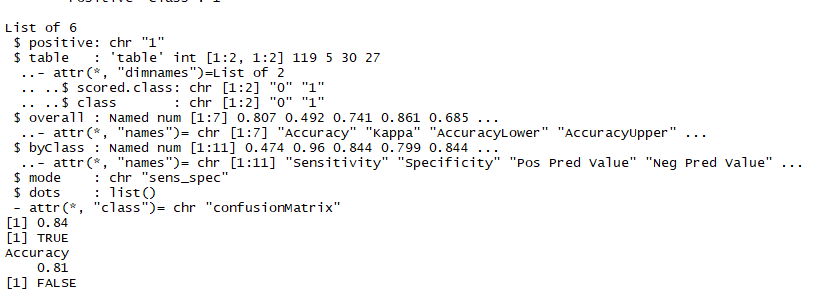 List of 6
 $ positive: chr "1"
 $ table   : 'table' int [1:2, 1:2] 119 5 30 27
  ..- attr(*, "dimnames")=List of 2
  .. ..$ scored.class: chr [1:2] "0" "1"
  .. ..$ class       : chr [1:2] "0" "1"
 $ overall : Named num [1:7] 0.807 0.492 0.741 0.861 0.685 ...
  ..- attr(*, "names")= chr [1:7] "Accuracy" "Kappa" "AccuracyLower" "AccuracyUpper" ...
 $ byClass : Named num [1:11] 0.474 0.96 0.844 0.799 0.844 ...
  ..- attr(*, "names")= chr [1:11] "Sensitivity" "Specificity" "Pos Pred Value" "Neg Pred Value" ...
 $ mode    : chr "sens_spec"
 $ dots    : list()
 - attr(*, "class")= chr "confusionMatrix"
[1] 0.84
[1] TRUE
Accuracy
    0.81
[1] FALSE